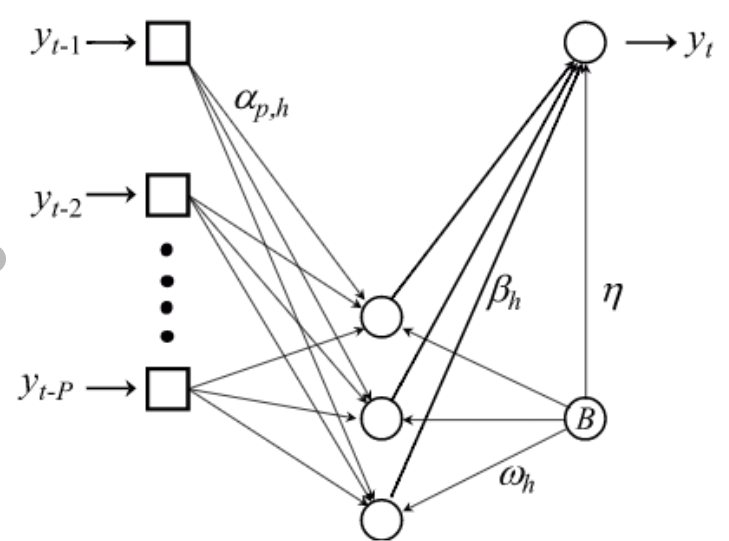 y_{t-1}
y_t
α_{p,h}
y_{t-2}
β_h
η
y_{t-P}
B
ω_h